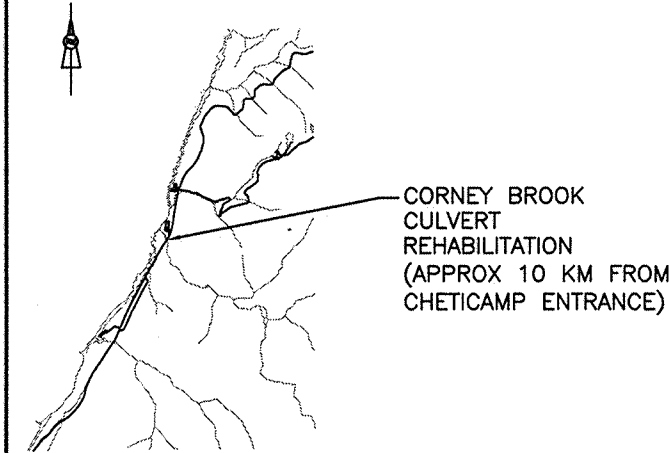 CORNEY BROOK
CULVERT
REHABILITATION
(APPROX 10 KM FROM
CHETICAMP ENTRANCE)